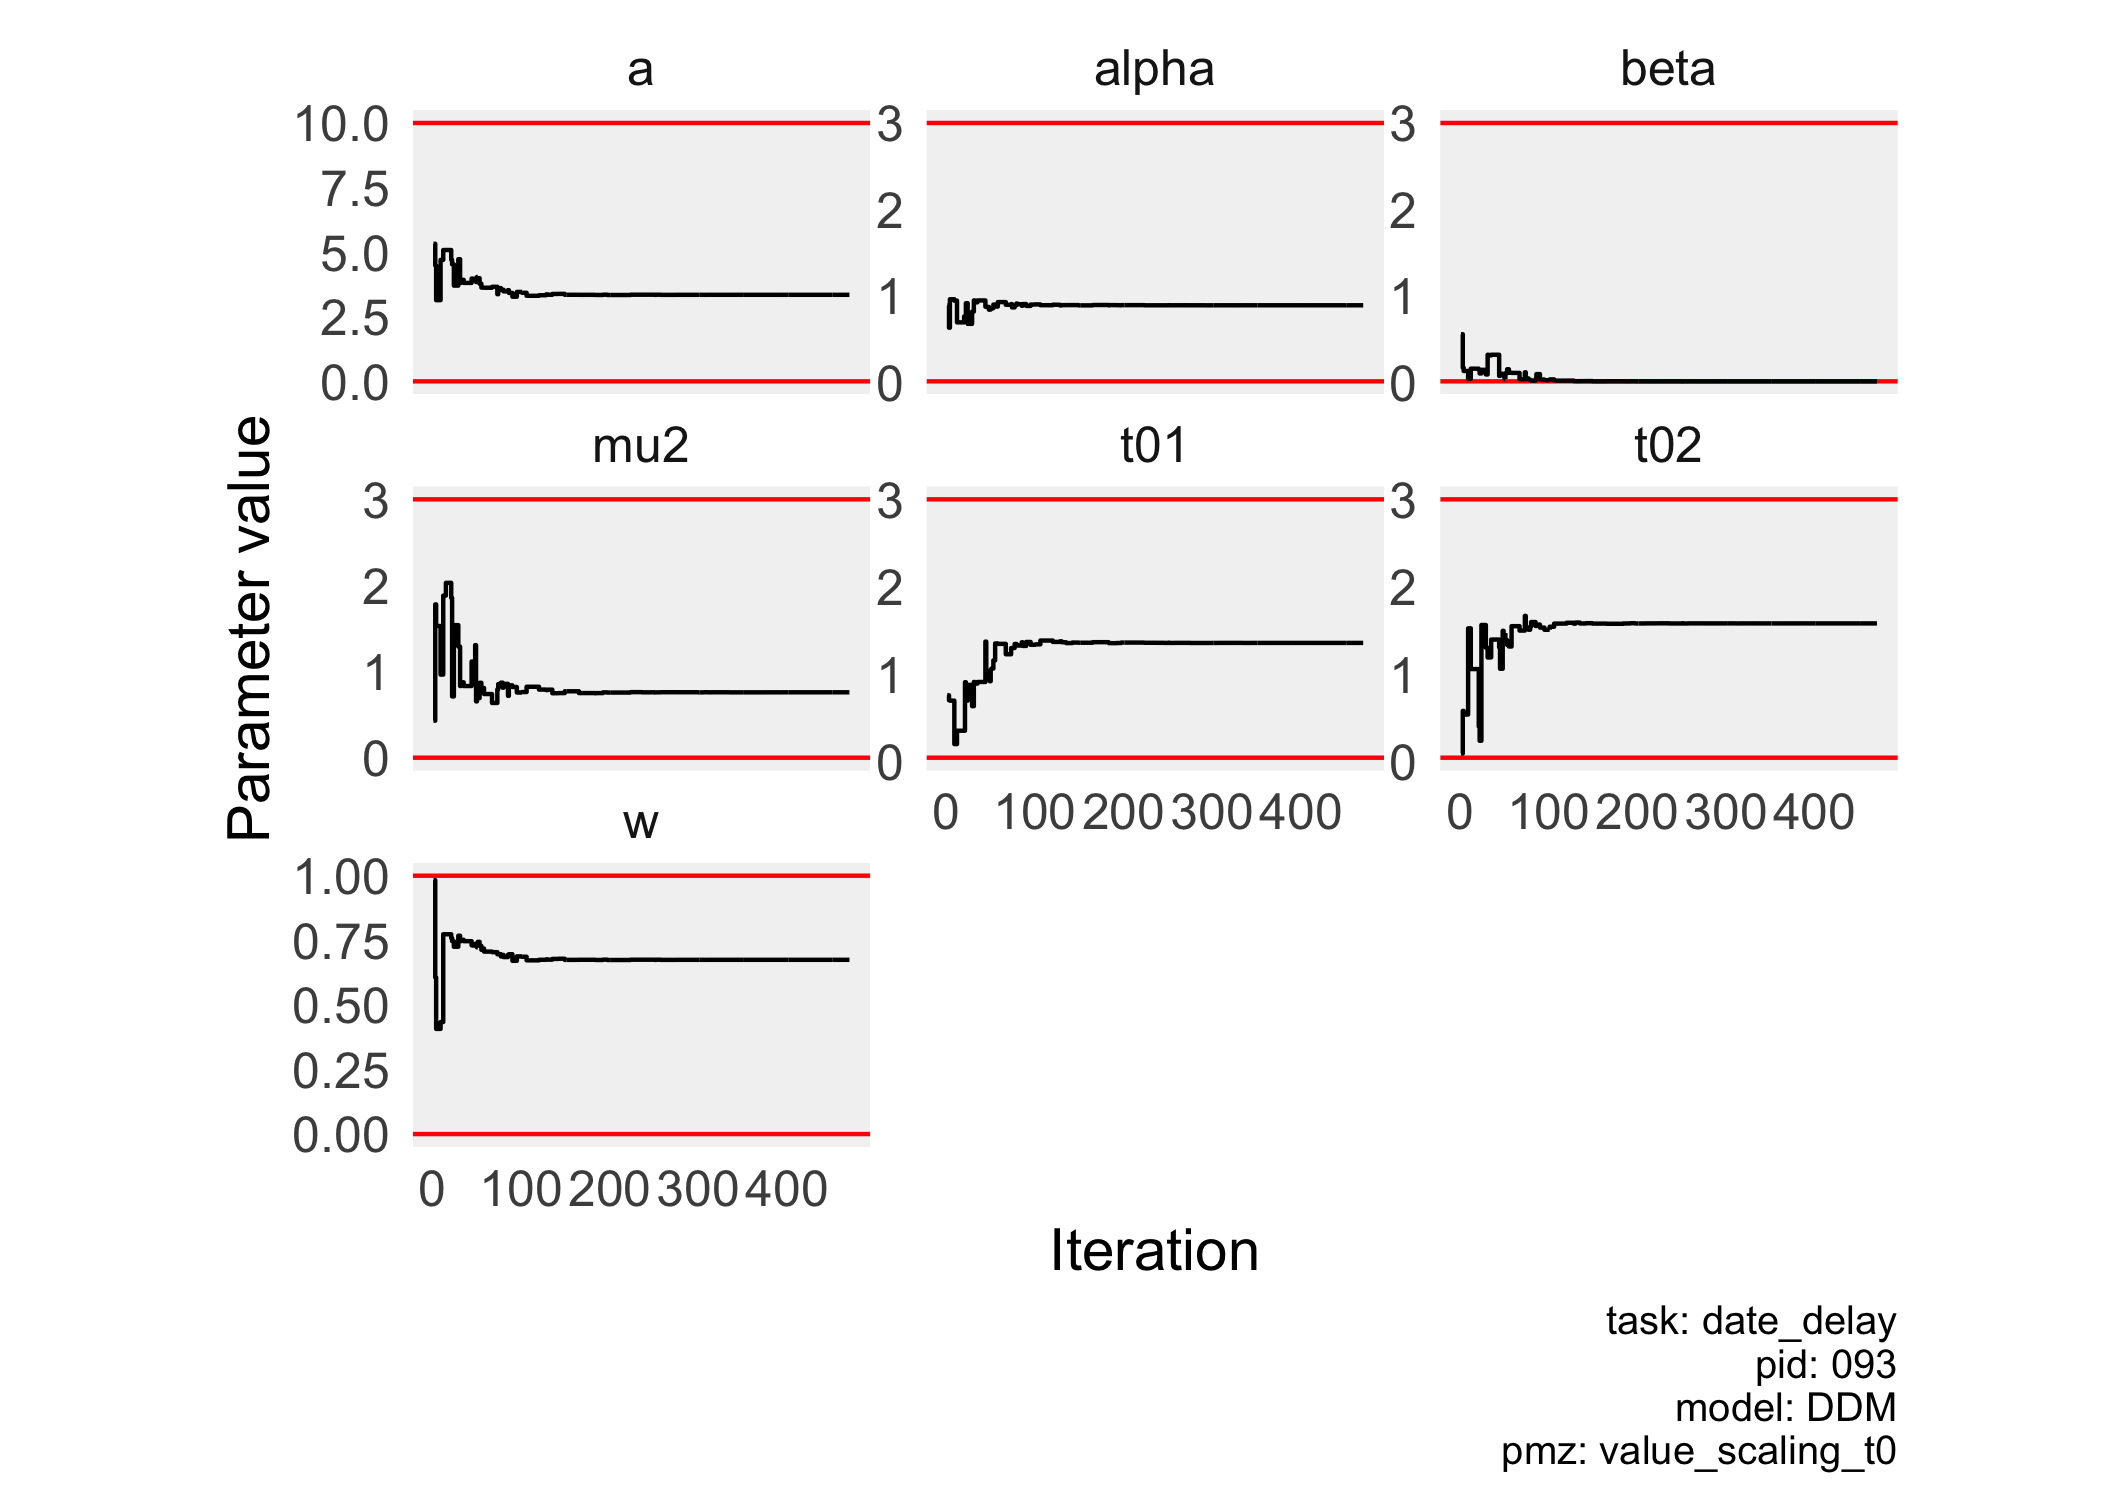 a alpha beta
10.0
7.5
5.0
2.5
0.0
3
2
1
0
3
2
1
0
mu2 t01 t02
3
2
1
0
3
2
1
0
3
2
1
0
0 100 200 300 400
0 100 200 300 400
w
1.00
0.75
0.50
0.25
0.00
0 100 200 300 400
Parameter value
Iteration
task: date_delay
pid: 093
model: DDM
pmz: value_scaling_t0